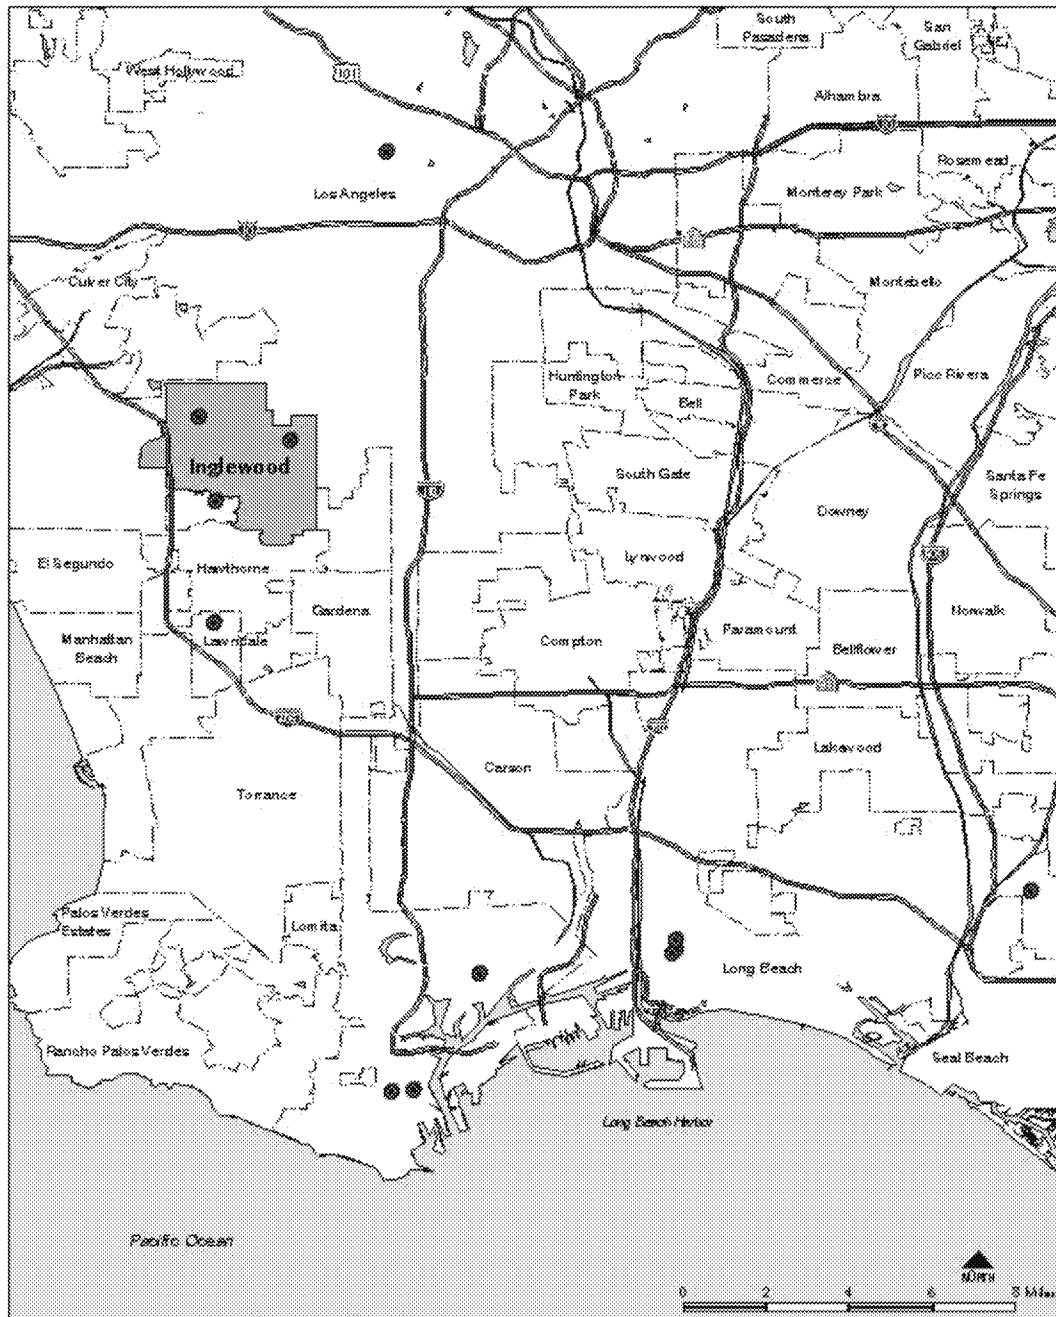 South
Pasadena
San
Gabriel
West Hollywood
101
Alhambra
Rosemead
Los Angeles
Monterey Park
Culver City
Montebello
Huntington
Park
Commerce
Pico Rivera
Bell
Inglewood
South Gate
Santa Fe
Springs
Downey
El Segundo
Hawthorne
Lynwood
Gardena
Manhattan
Beach
Lawndale
Compton
Paramount
Norwalk
Bellflower
Lakewood
Carson
Torrance
Palos Verdes
Estates
Lomita
Long Beach
Rancho Palos Verdes
Seal Beach
Long Beach Harbor
Pacific Ocean
NORTH
0 2 4 6 8 Miles